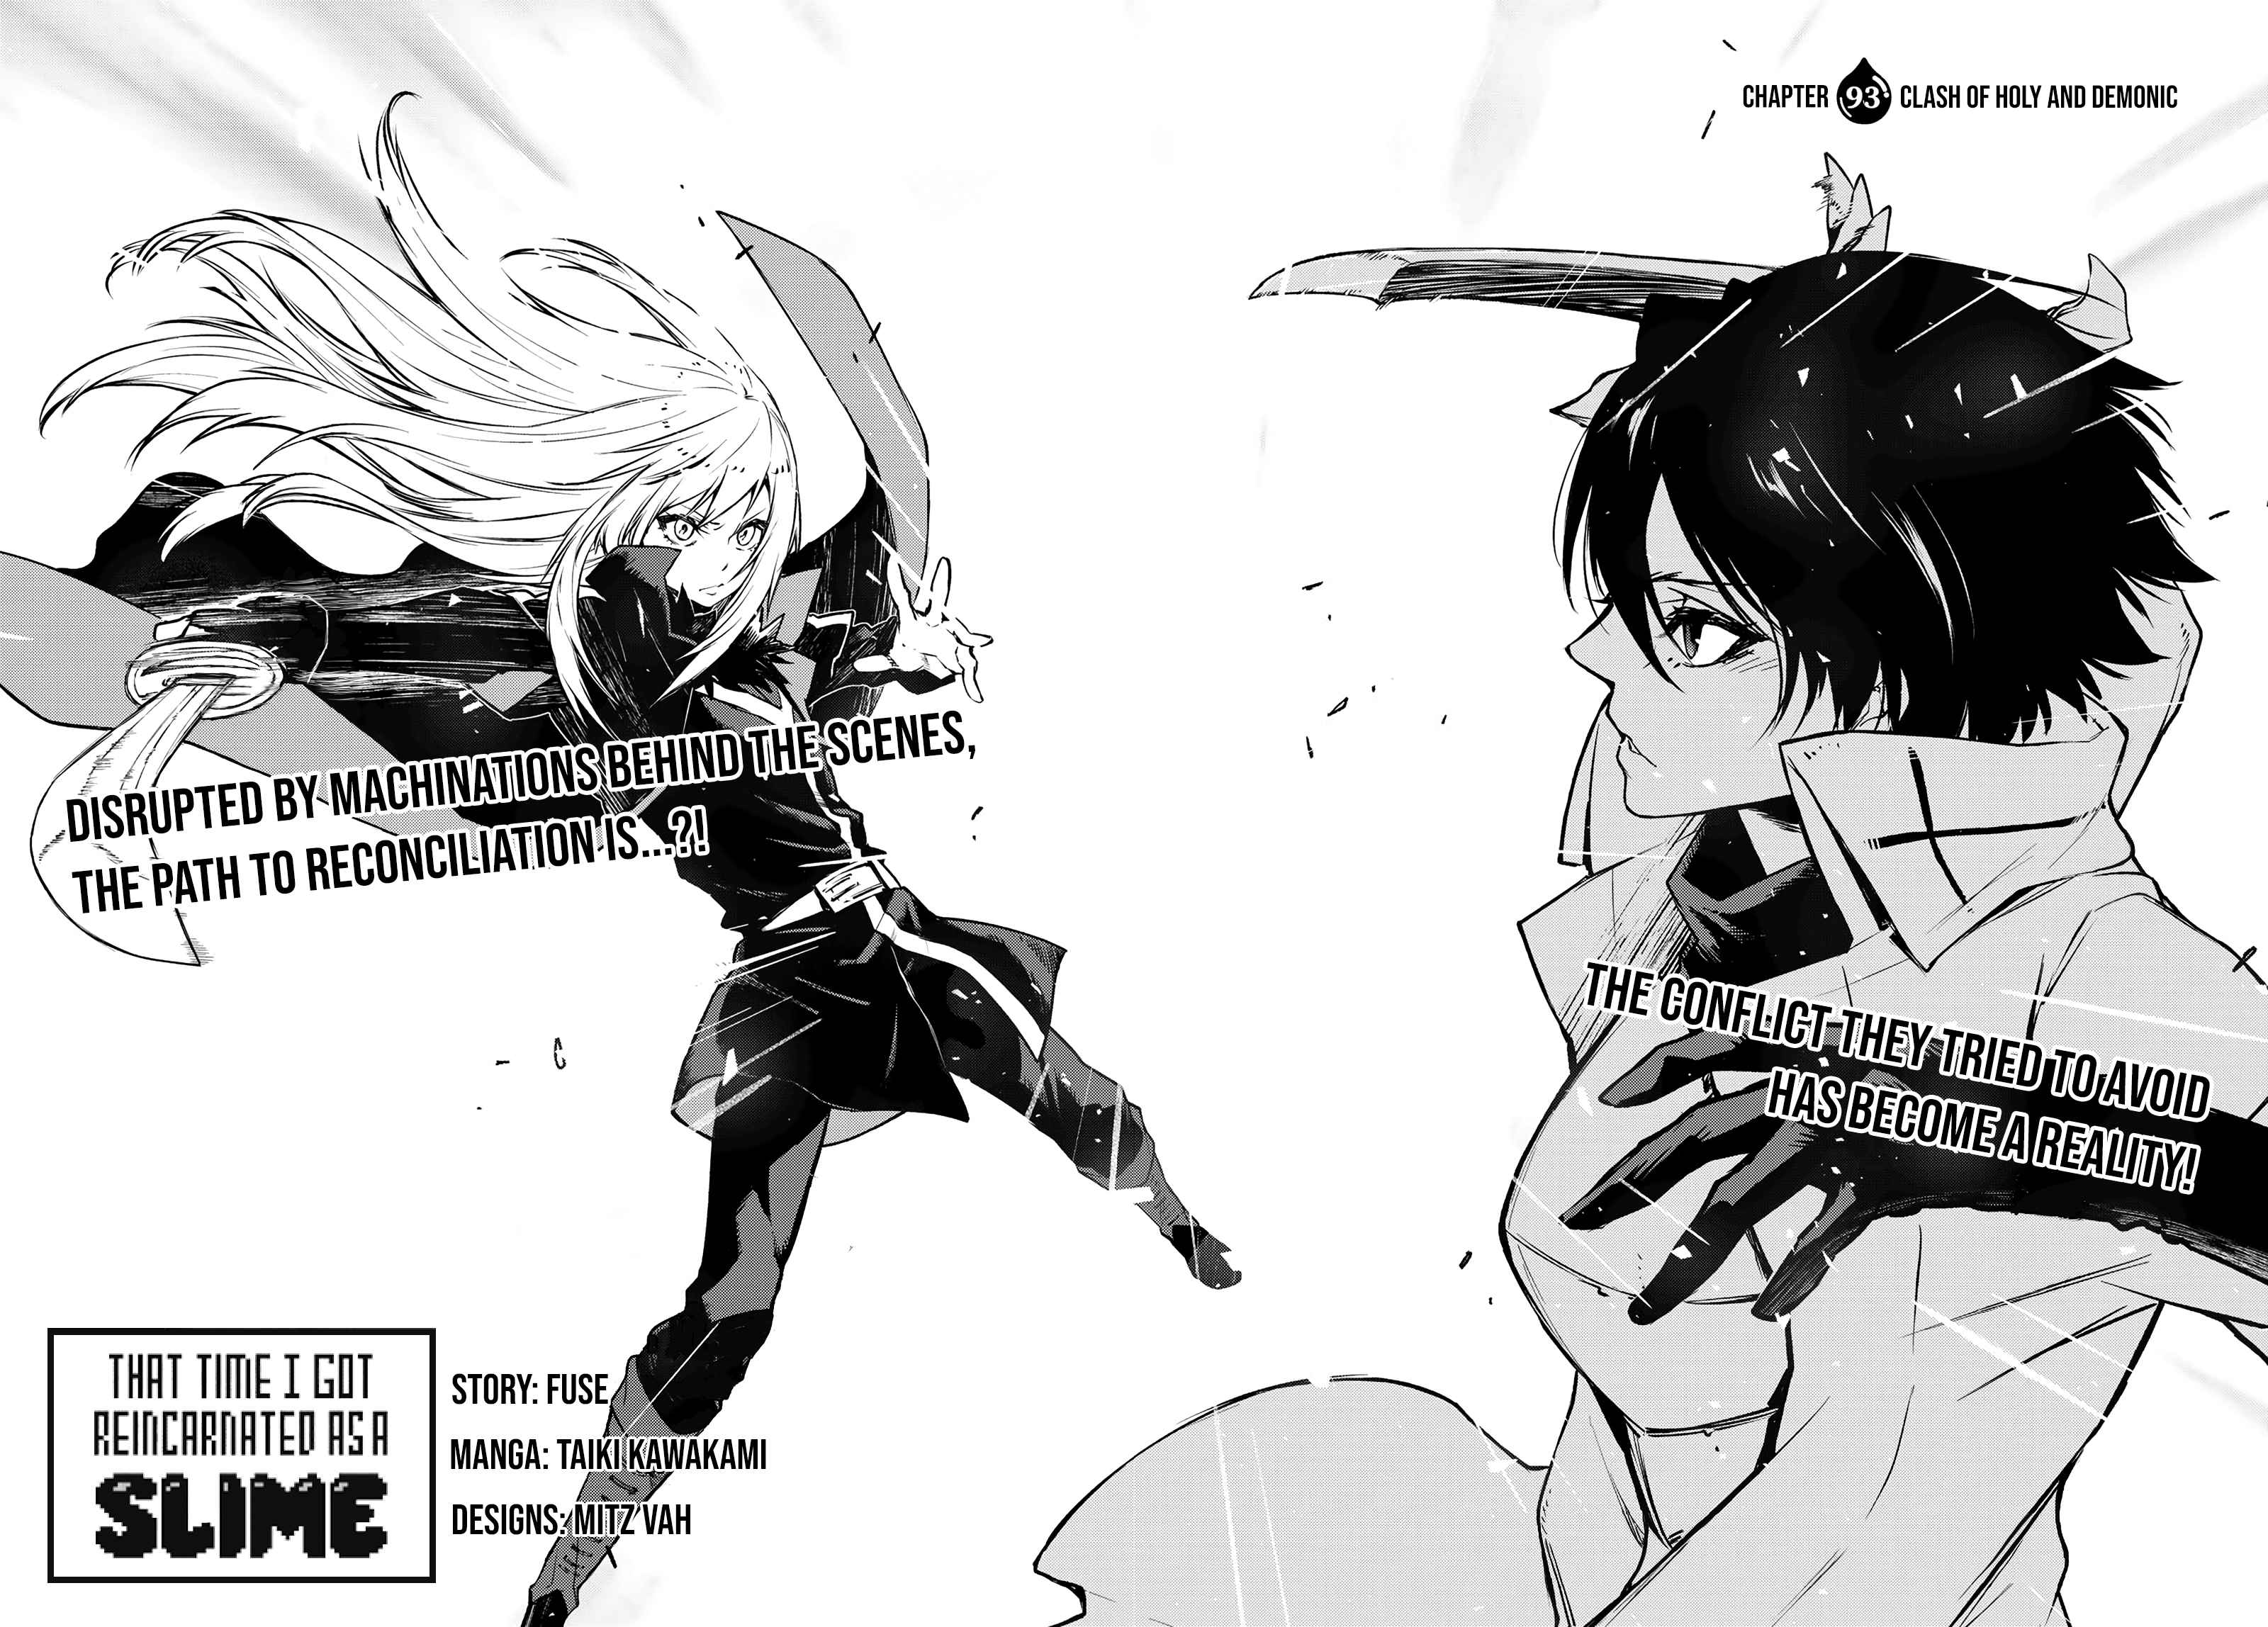 CHAPTER 93 CLASH OF HOLY AND DEMONIC
THE CONFLICT THEY TRIED TO AVOID
HAS BECOME A REALITY!
DISRUPTED BY MACHINATIONS BEHIND THE SCENES,
THE PATH TO RECONCILIATION IS...?!
THAT TIME I GOT
REINCARNATED AS A
SLIME
STORY: FUSE
MANGA: TAIKI KAWAKAMI
DESIGNS: MITZ VAH